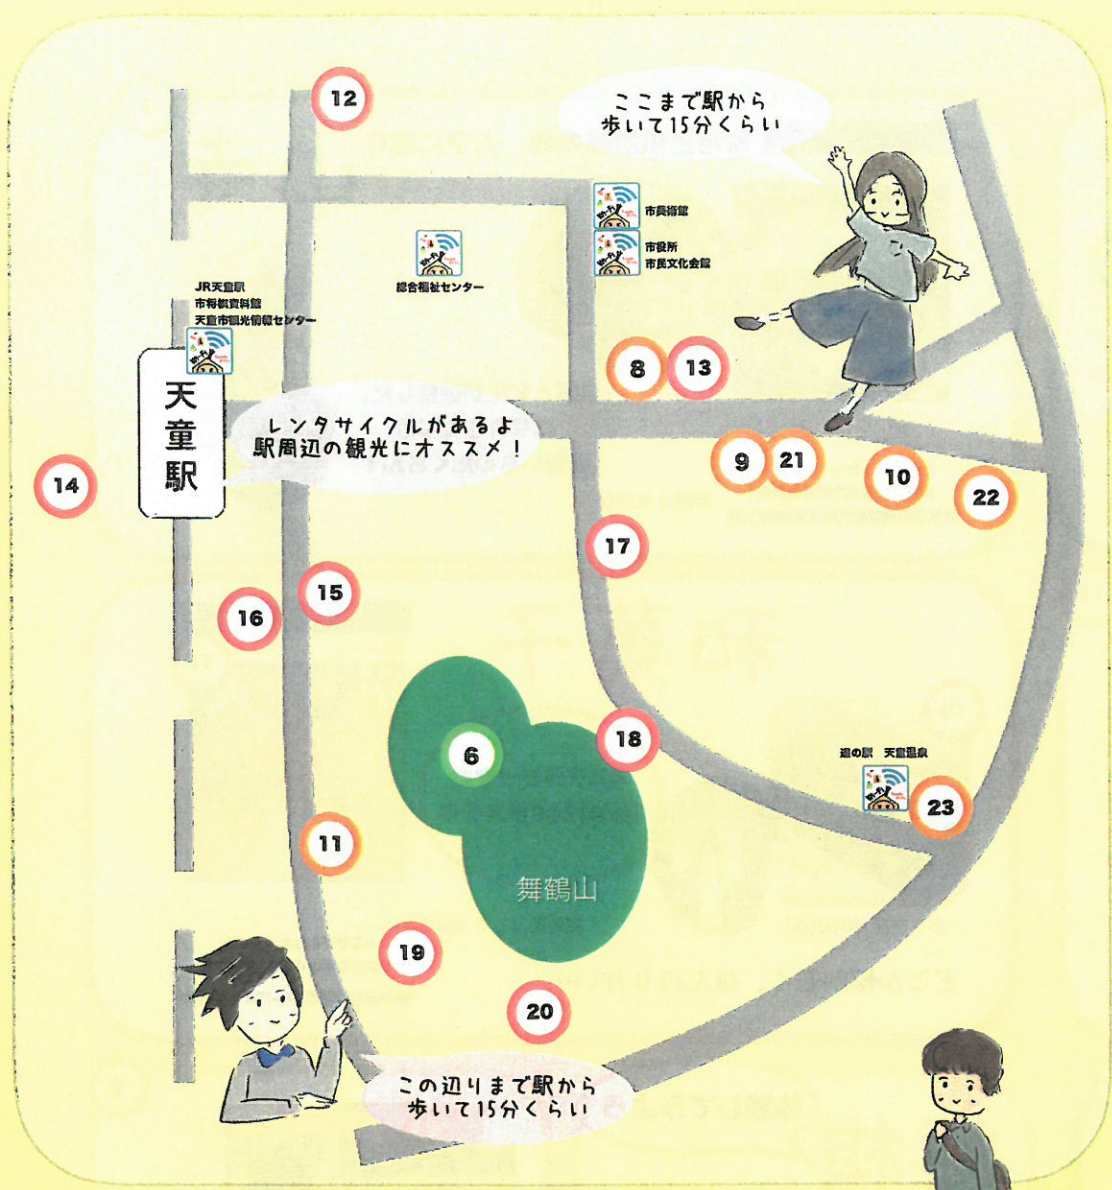 12
ここまで駅から
歩いて15分くらい
市美術館
市役所
市民文化会館
総合福祉センター
JR天童駅
市将棋資料館
天童市観光情報センター
天童駅
レンタサイクルがあるよ
駅周辺の観光にオススメ！
8
13
9
21
10
22
14
17
15
16
6
18
道の駅 天童温泉
23
11
舞鶴山
19
20
この辺りまで駅から
歩いて15分くらい